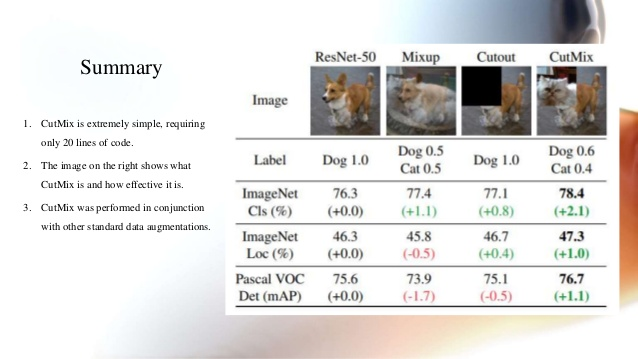 Summary
1. CutMix is extremely simple, requiring
only 20 lines of code.
2. The image on the right shows what
CutMix is and how effective it is.
3. CutMix was performed in conjunction
with other standard data augmentations.
ResNet-50 Mixup Cutout CutMix
Image
Label Dog 1.0 Dog 0.5 Cat 0.5 Dog 1.0 Dog 0.6 Cat 0.4
ImageNet 76.3 77.4 77.1 78.4
Cls (%) (+0.0) (+1.1) (+0.8) (+2.1)
ImageNet 46.3 45.8 46.7 47.3
Loc (%) (+0.0) (-0.5) (+0.4) (+1.0)
Pascal VOC 75.6 73.9 75.1 76.7
Det (mAP) (+0.0) (-1.7) (-0.5) (+1.1)